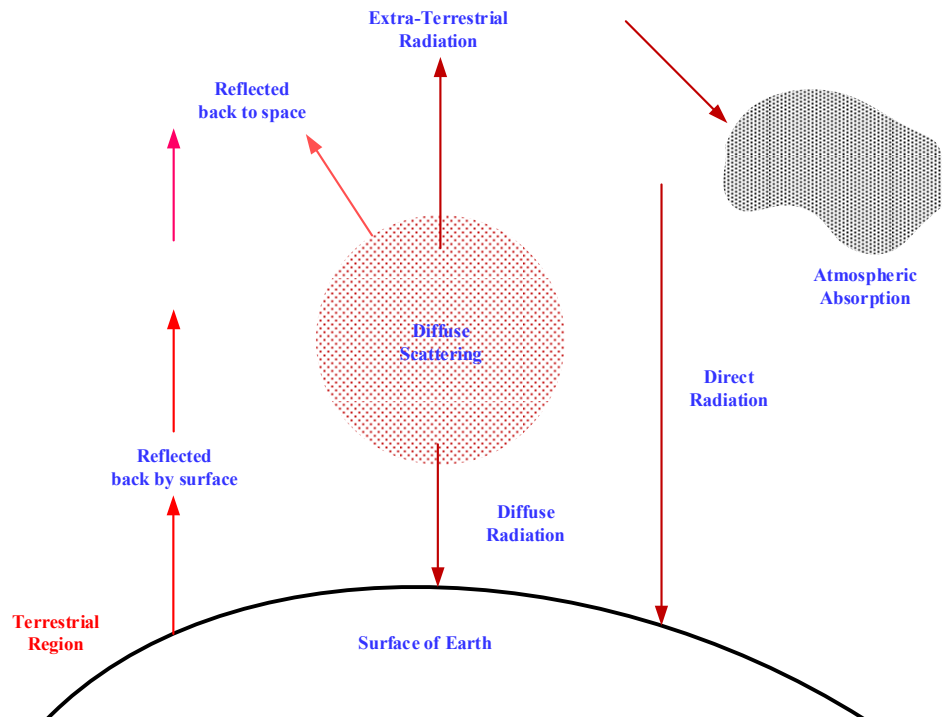 Extra-Terrestrial
Radiation
Reflected
back to space
Atmospheric
Absorption
Diffuse
Scattering
Direct
Radiation
Reflected
back by surface
Diffuse
Radiation
Terrestrial
Region
Surface of Earth